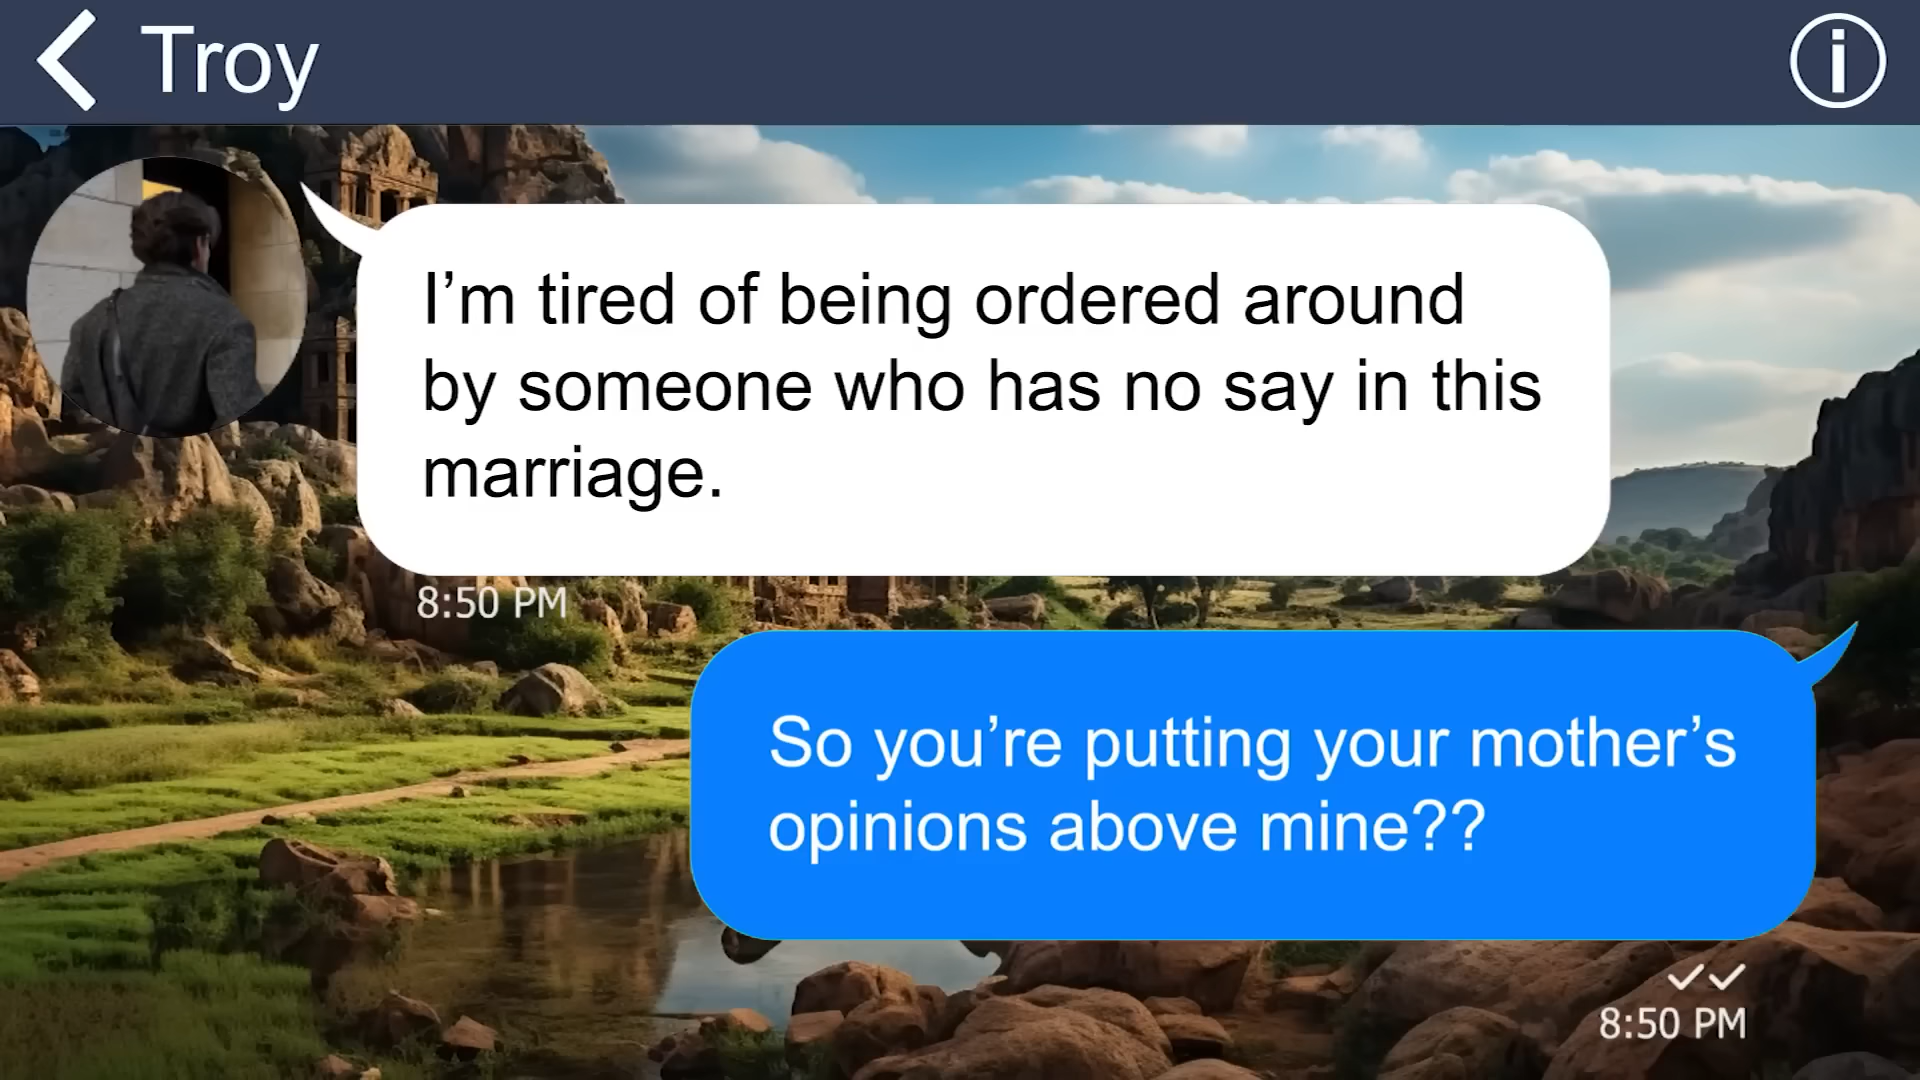 Troy
I’m tired of being ordered around
by someone who has no say in this
marriage.
8:50 PM
So you’re putting your mother’s
opinions above mine??
8:50 PM